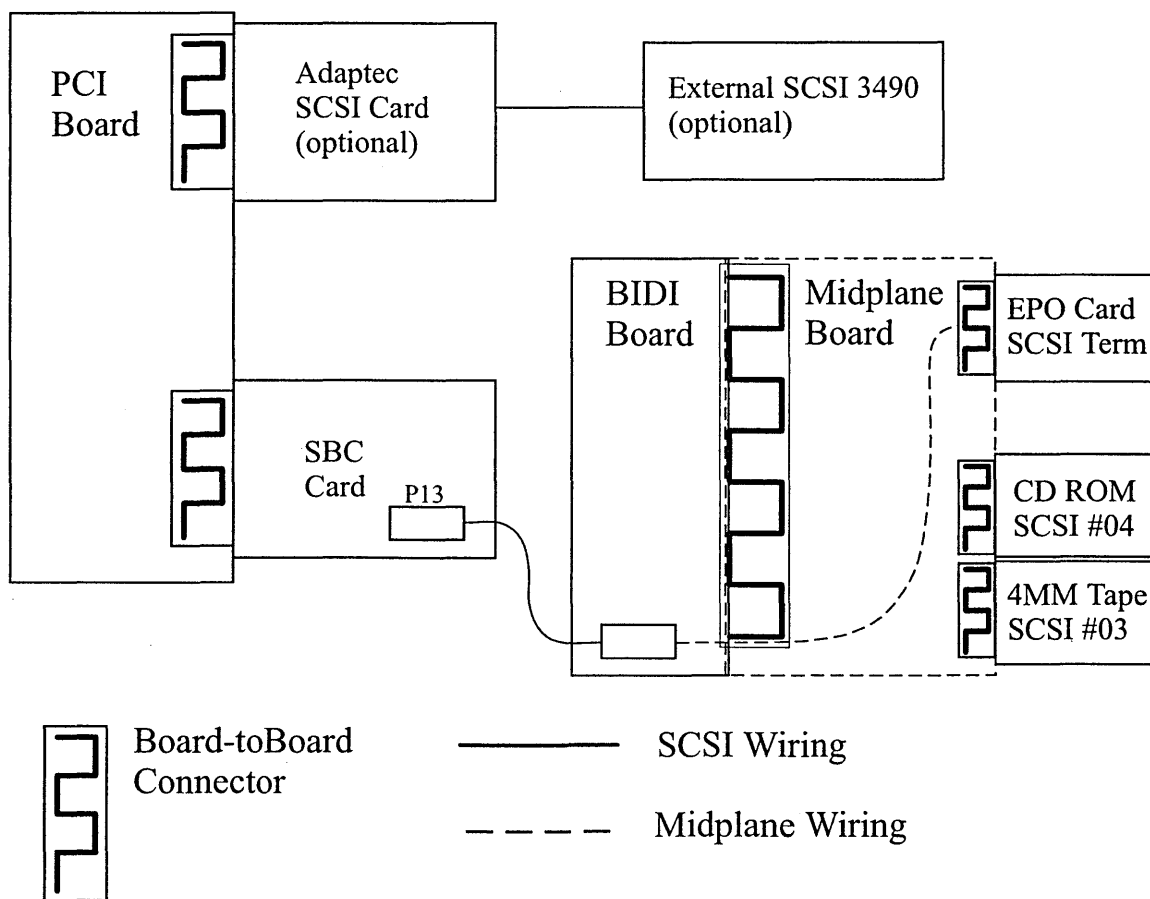 PCI
Board
Adaptec
SCSI Card
(optional)
External SCSI 3490
(optional)
BIDI
Board
Midplane
Board
EPO Card
SCSI Term
SBC
Card
P13
CD ROM
SCSI #04
4MM Tape
SCSI #03
Board-toBoard
Connector
SCSI Wiring
Midplane Wiring